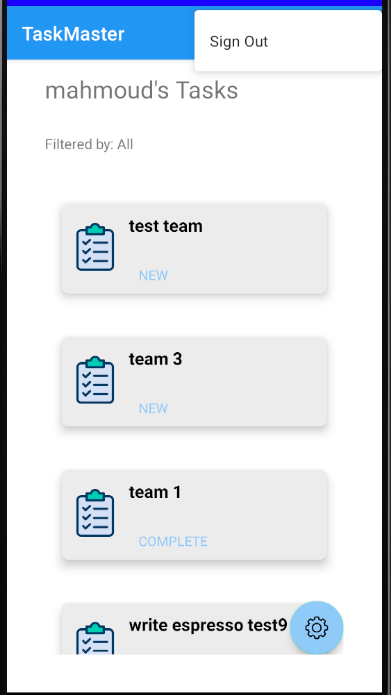 TaskMaster
Sign Out
mahmoud's Tasks
Filtered by: All
test team
NEW
team 3
NEW
team 1
COMPLETE
write espresso test9